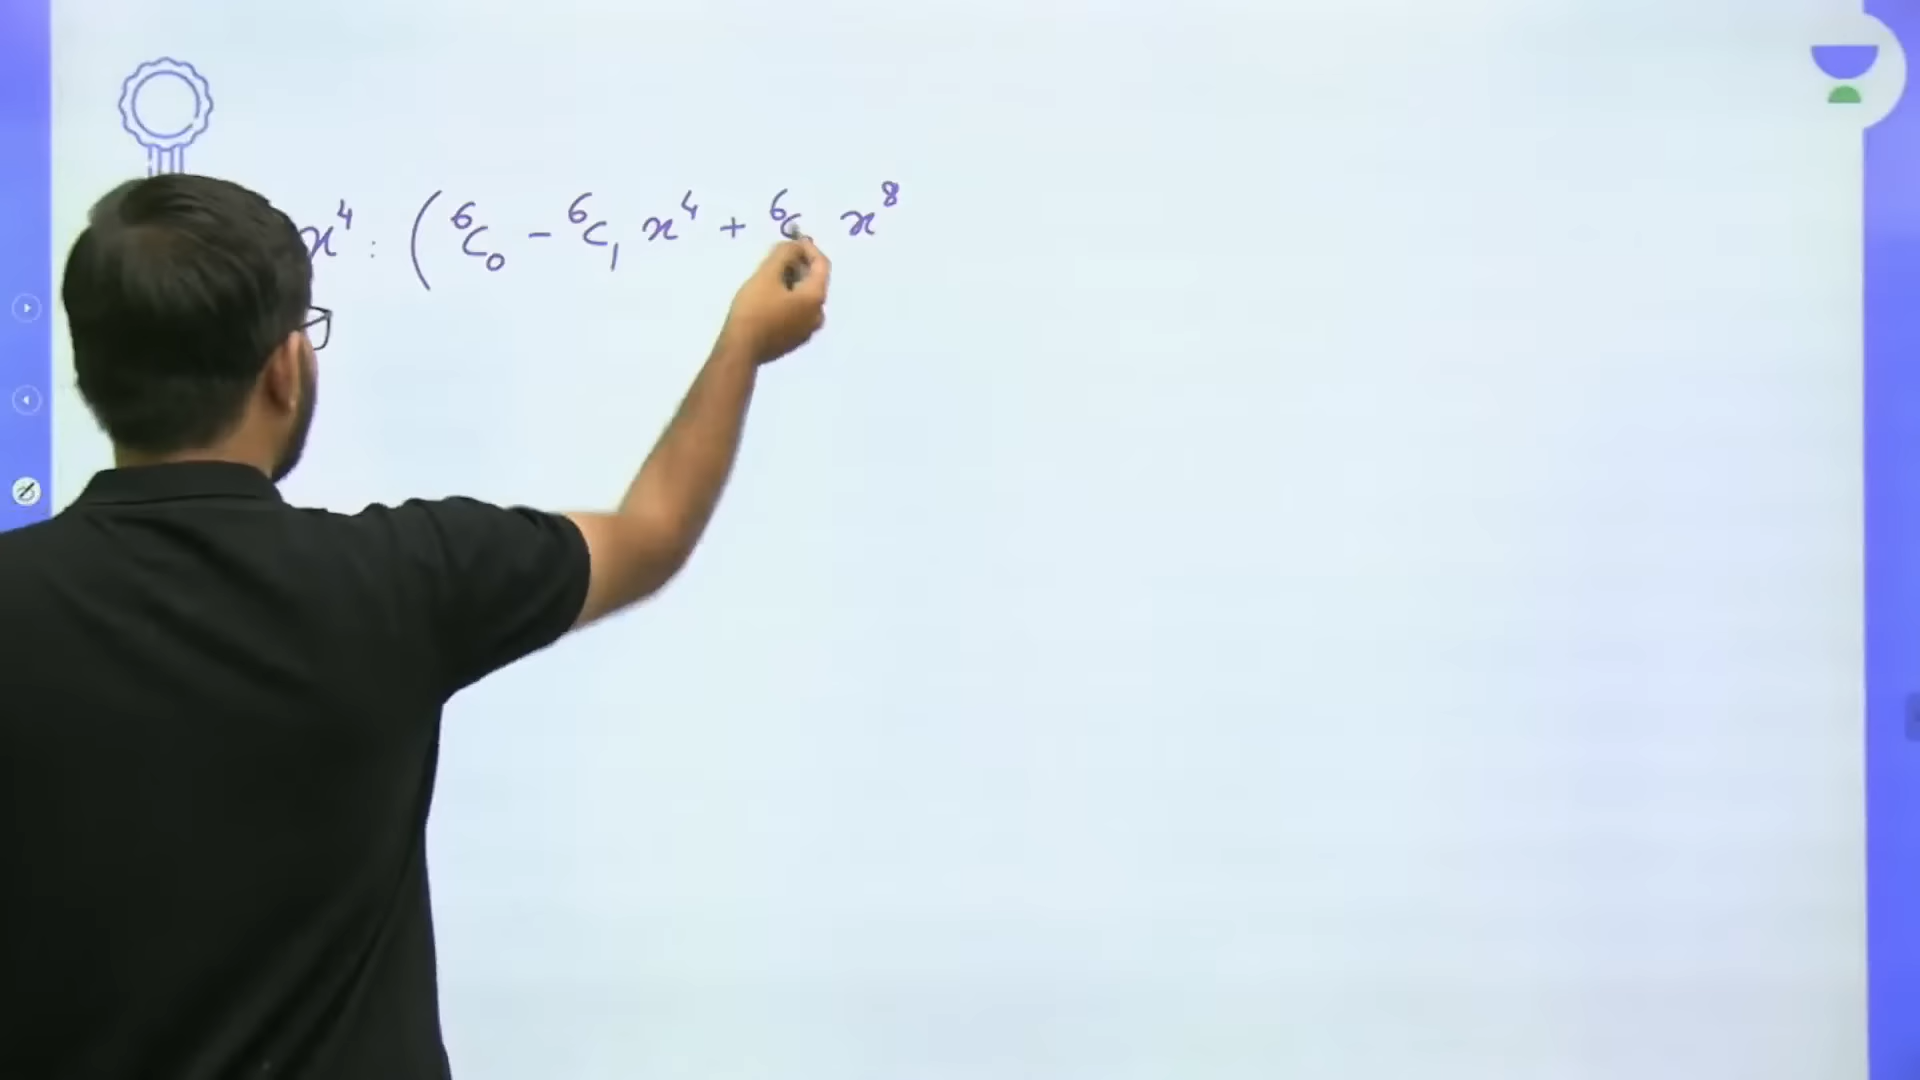 x⁴ : ( ⁶C₀ - ⁶C₁ x⁴ + ⁶C x⁸